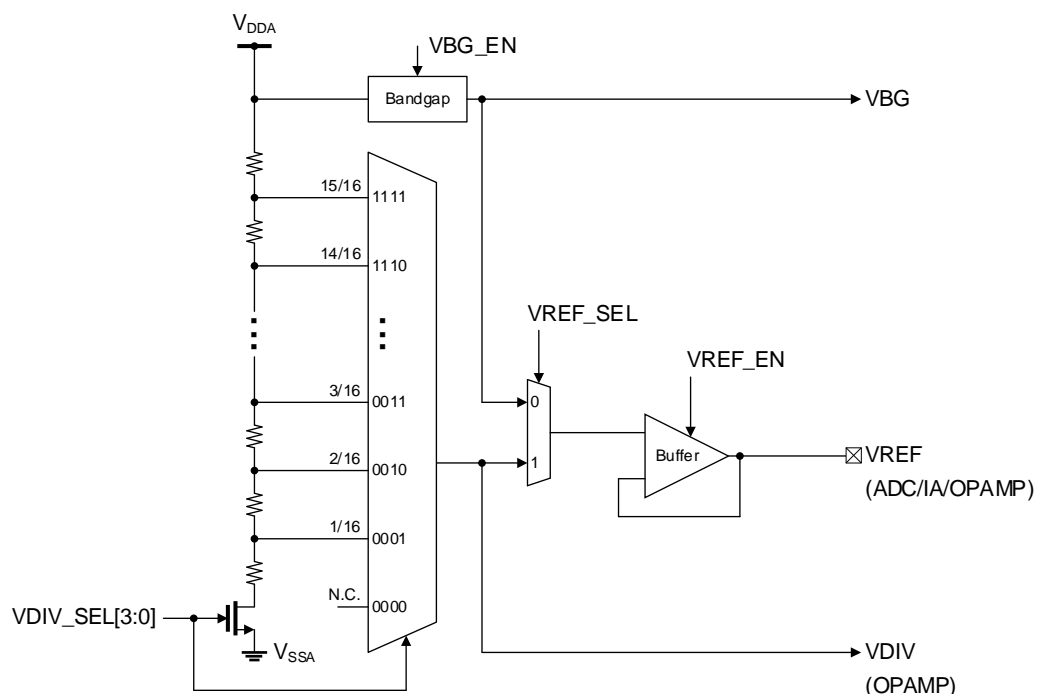 VDDA
VBG_EN
Bandgap
VBG
15/16
1111
14/16
1110
VREF_SEL
VREF_EN
3/16
0011
0
Buffer
2/16
0010
1
VREF
(ADC/IA/OPAMP)
1/16
0001
N.C.
0000
VDIV_SEL[3:0]
VSSA
VDIV
(OPAMP)